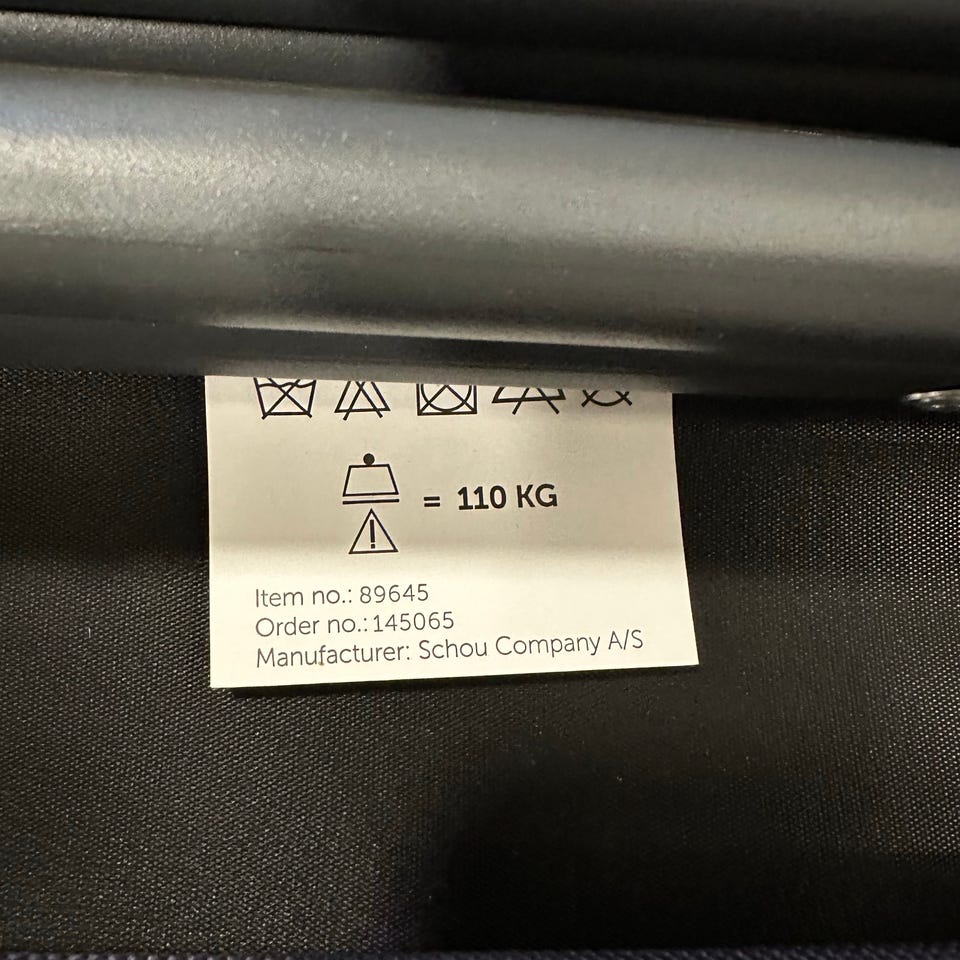 = 110 KG
Item no.: 89645
Order no.:145065
Manufacturer: Schou Company A/S